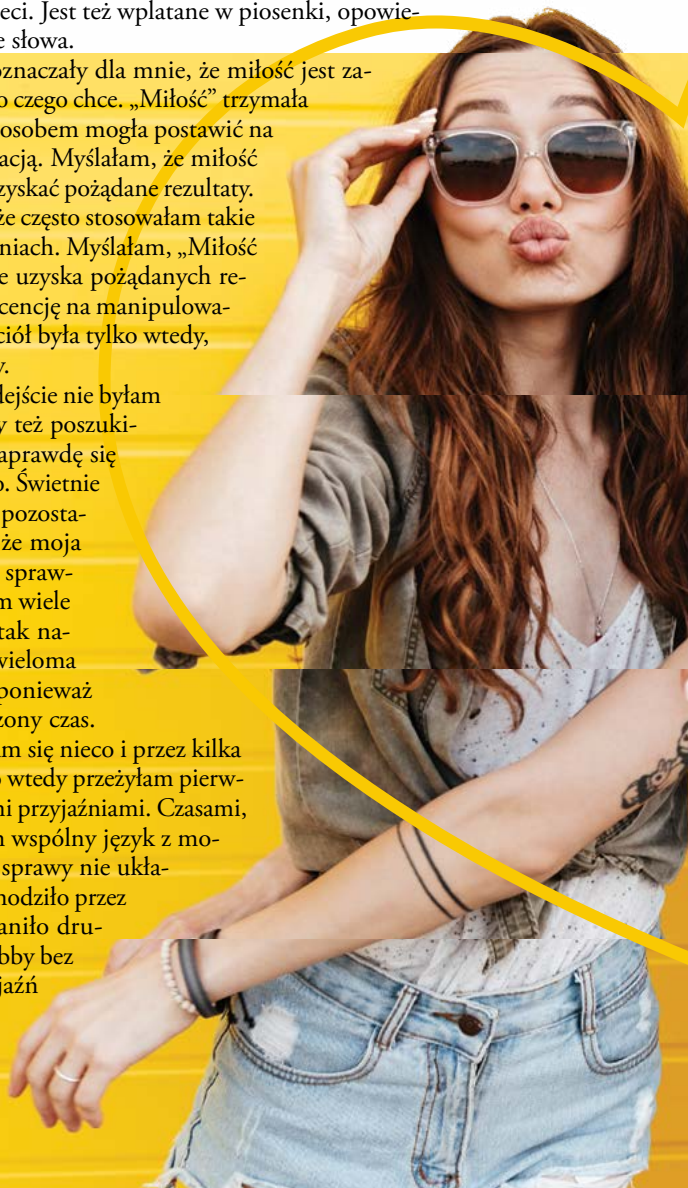 eci. Jest też wplatane w piosenki, opowie-
e słowa.
oznaczały dla mnie, że miłość jest za-
o czego chce. „Miłość” trzymała
osobem mogła postawić na
acją. Myślałam, że miłość
zyskać pożądane rezultaty.
że często stosowałam takie
niach. Myślałam, „Miłość
e uzyska pożądanych re-
cencję na manipulowa-
ciół była tylko wtedy,
y.
dejście nie byłam
y też poszuki-
aprawdę się
o. Świetnie
pozosta-
że moja
spraw-
m wiele
tak na-
wieloma
ponieważ
zony czas.
m się nieco i przez kilka
o wtedy przeżyłam pierw-
ni przyjaźniami. Czasami,
n wspólny język z mo-
sprawy nie ukła-
hodziło przez
aniło dru-
bby bez
jaźń